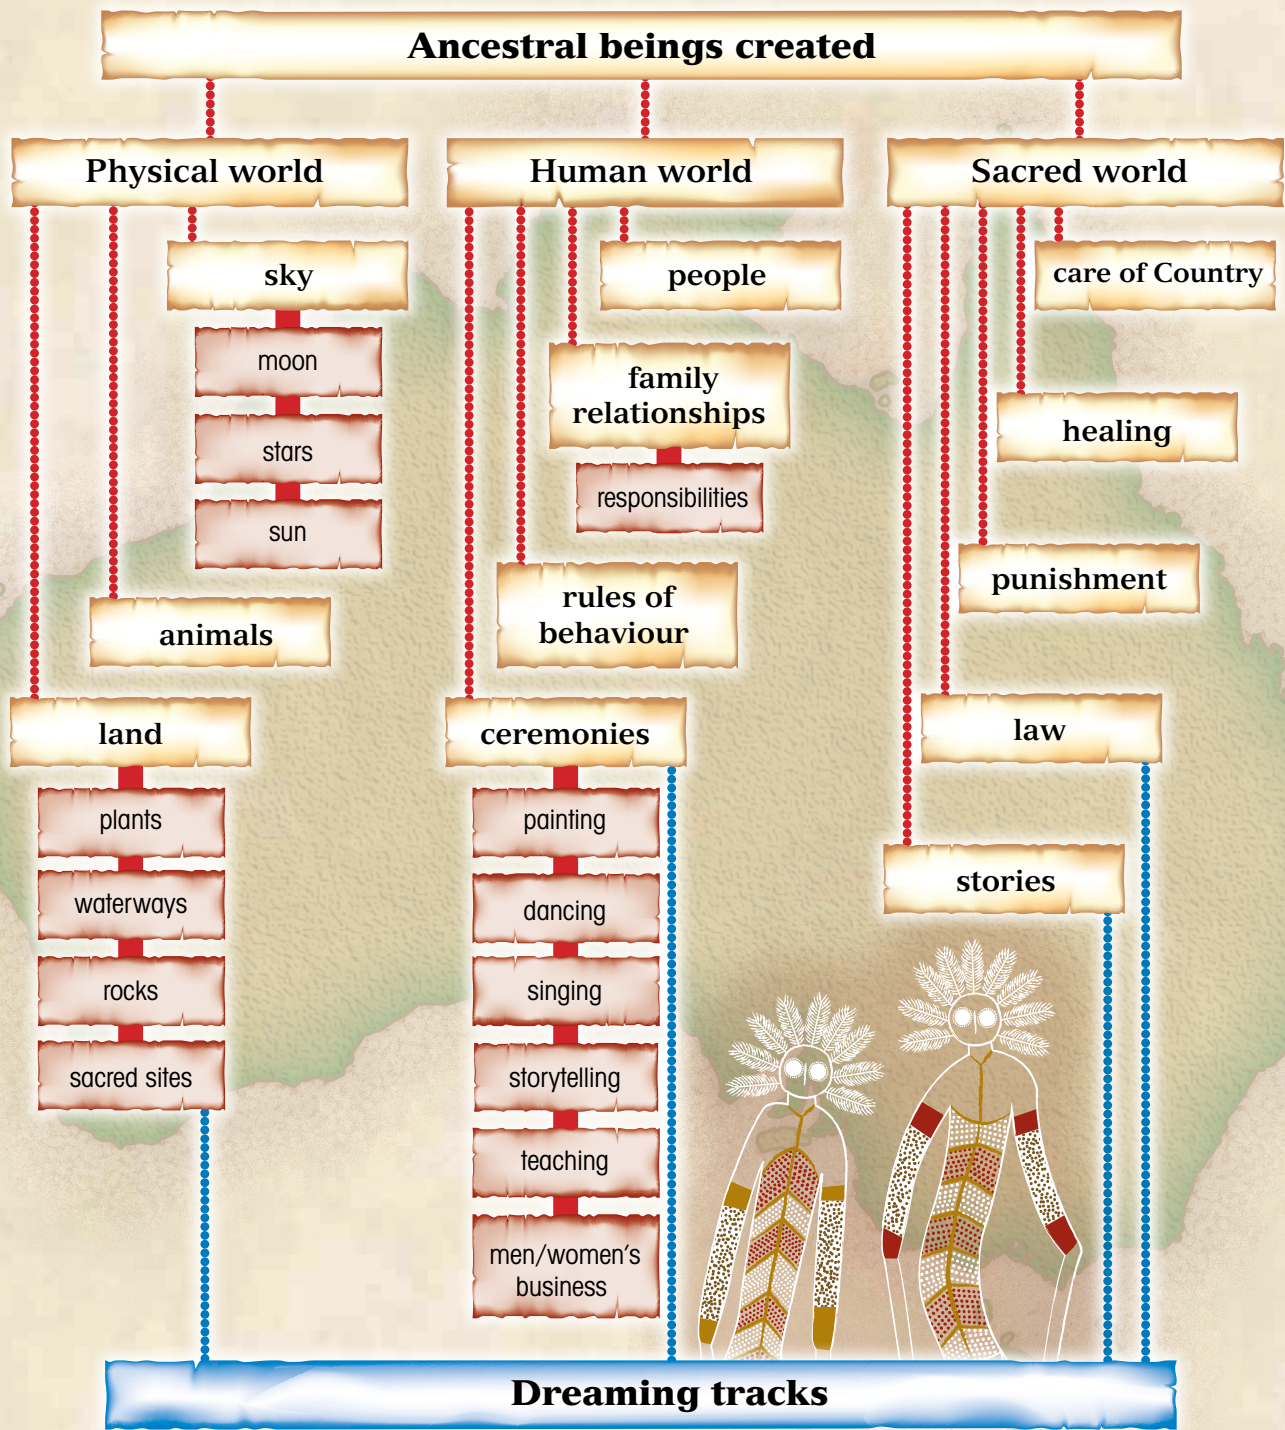 Ancestral beings created
Physical world
sky
moon
stars
sun
animals
land
plants
waterways
rocks
sacred sites
Human world
people
family
relationships
responsibilities
rules of
behaviour
ceremonies
painting
dancing
singing
storytelling
teaching
men/women's
business
Sacred world
care of Country
healing
punishment
law
stories
Dreaming tracks